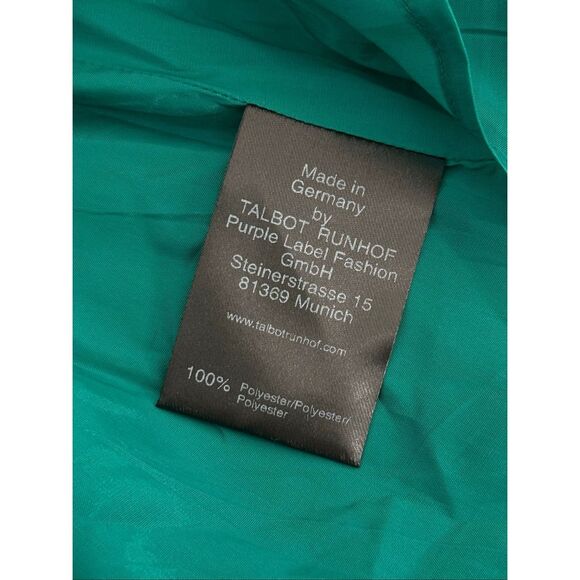 Made in
Germany
by
TALBOT RUNHOF
Purple Label Fashion
GmbH
Steinerstrasse 15
81369 Munich
www.talbotrunhof.com
100% Polyester/Polyester/
Polyester